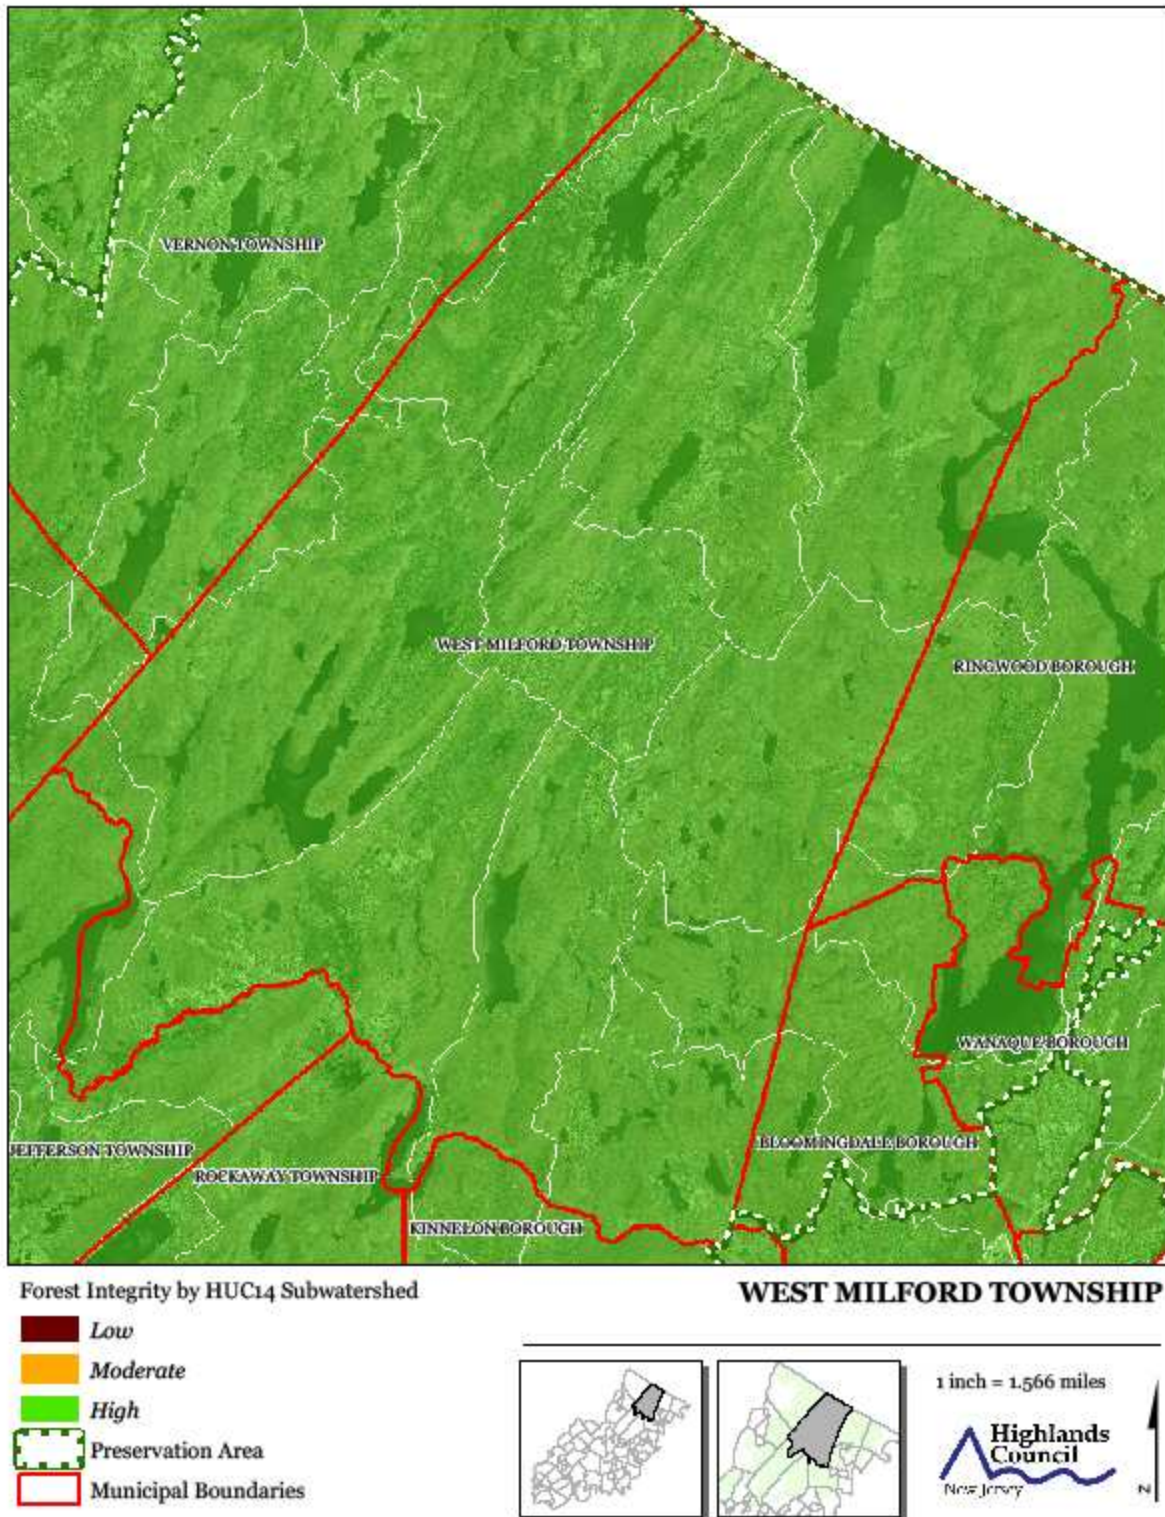 VERNON TOWNSHIP
WEST MILFORD TOWNSHIP
RINGWOOD BOROUGH
WANAQUE BOROUGH
BLOOMINGDALE BOROUGH
JEFFERSON TOWNSHIP
ROCKAWAY TOWNSHIP
KINNELON BOROUGH
Forest Integrity by HUC14 Subwatershed
Low
Moderate
High
Preservation Area
Municipal Boundaries
WEST MILFORD TOWNSHIP
1 inch = 1.566 miles
Highlands
Council
New Jersey
N